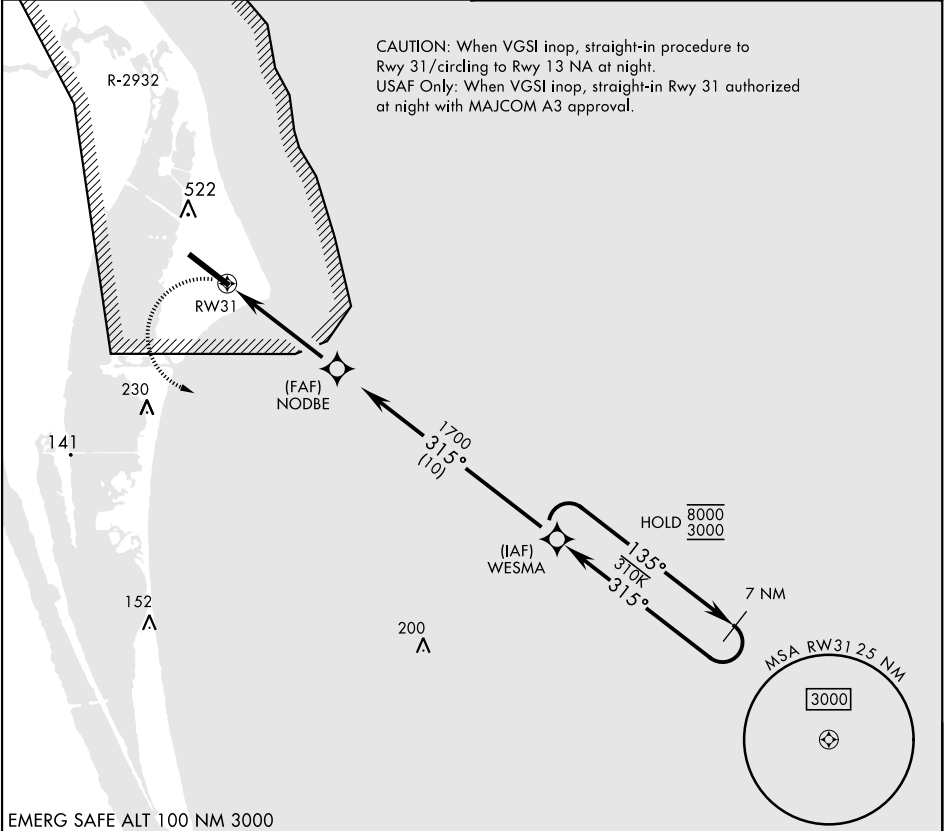 CAUTION: When VGSI inop, straight-in procedure to
Rwy 31/circling to Rwy 13 NA at night.
USAF Only: When VGSI inop, straight-in Rwy 31 authorized
at night with MAJCOM A3 approval.
R-2932
522
RW31
(FAF)
NODBE
230
141
1700
315°
(10)
HOLD 8000
3000
(IAF)
WESMA
135°
310K
315°
7 NM
152
200
MSA RW31 25 NM
3000
EMERG SAFE ALT 100 NM 3000